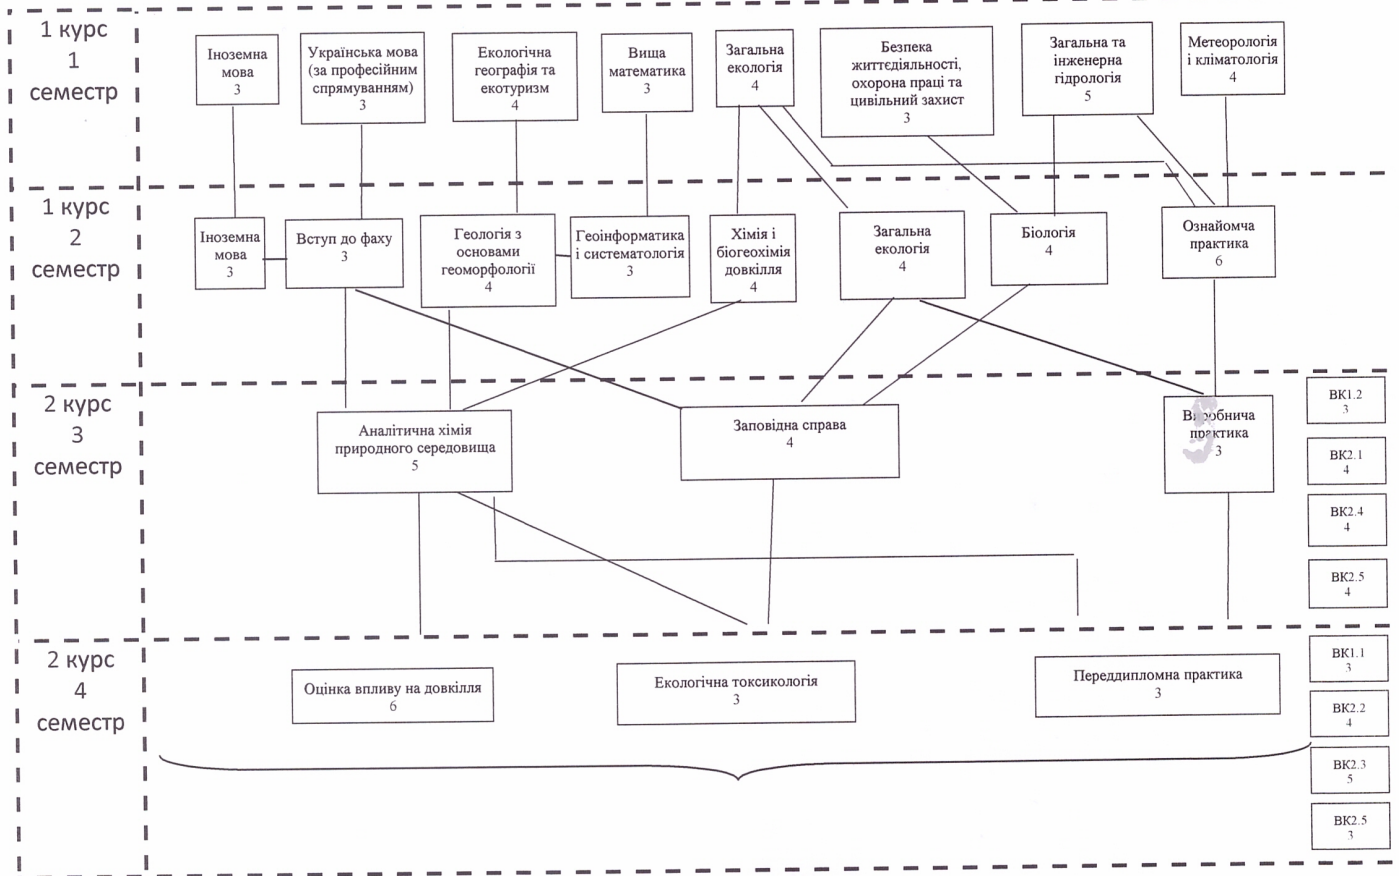 1 курс
1
семестр
Іноземна
мова
3
Українська мова
(за професійним
спрямуванням)
3
Екологічна
географія та
екотуризм
4
Вища
математика
3
Загальна
екологія
4
Безпека
життєдіяльності,
охорона праці та
цивільний захист
3
Загальна та
інженерна
гідрологія
5
Метеорологія
і кліматологія
4
1 курс
2
семестр
Іноземна
мова
3
Вступ до фаху
3
Геологія з
основами
геоморфології
4
Геоінформатика
і систематологія
3
Хімія і
біогеохімія
довкілля
4
Загальна
екологія
4
Біологія
4
Ознайомча
практика
6
2 курс
3
семестр
Аналітична хімія
природного середовища
5
Заповідна справа
4
Виробнича
практика
3
ВК1.2
3
ВК2.1
4
ВК2.4
4
ВК2.5
4
2 курс
4
семестр
Оцінка впливу на довкілля
6
Екологічна токсикологія
3
Переддипломна практика
3
ВК1.1
3
ВК2.2
4
ВК2.3
5
ВК2.5
3